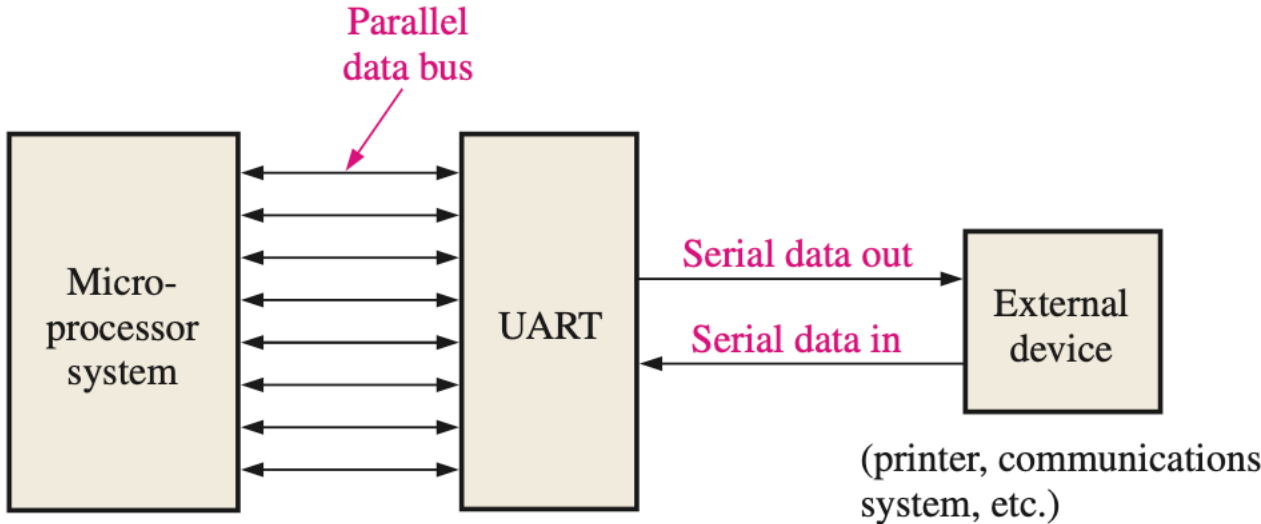 Parallel
data bus
Micro-
processor
system
UART
Serial data out
Serial data in
External
device
(printer, communications
system, etc.)